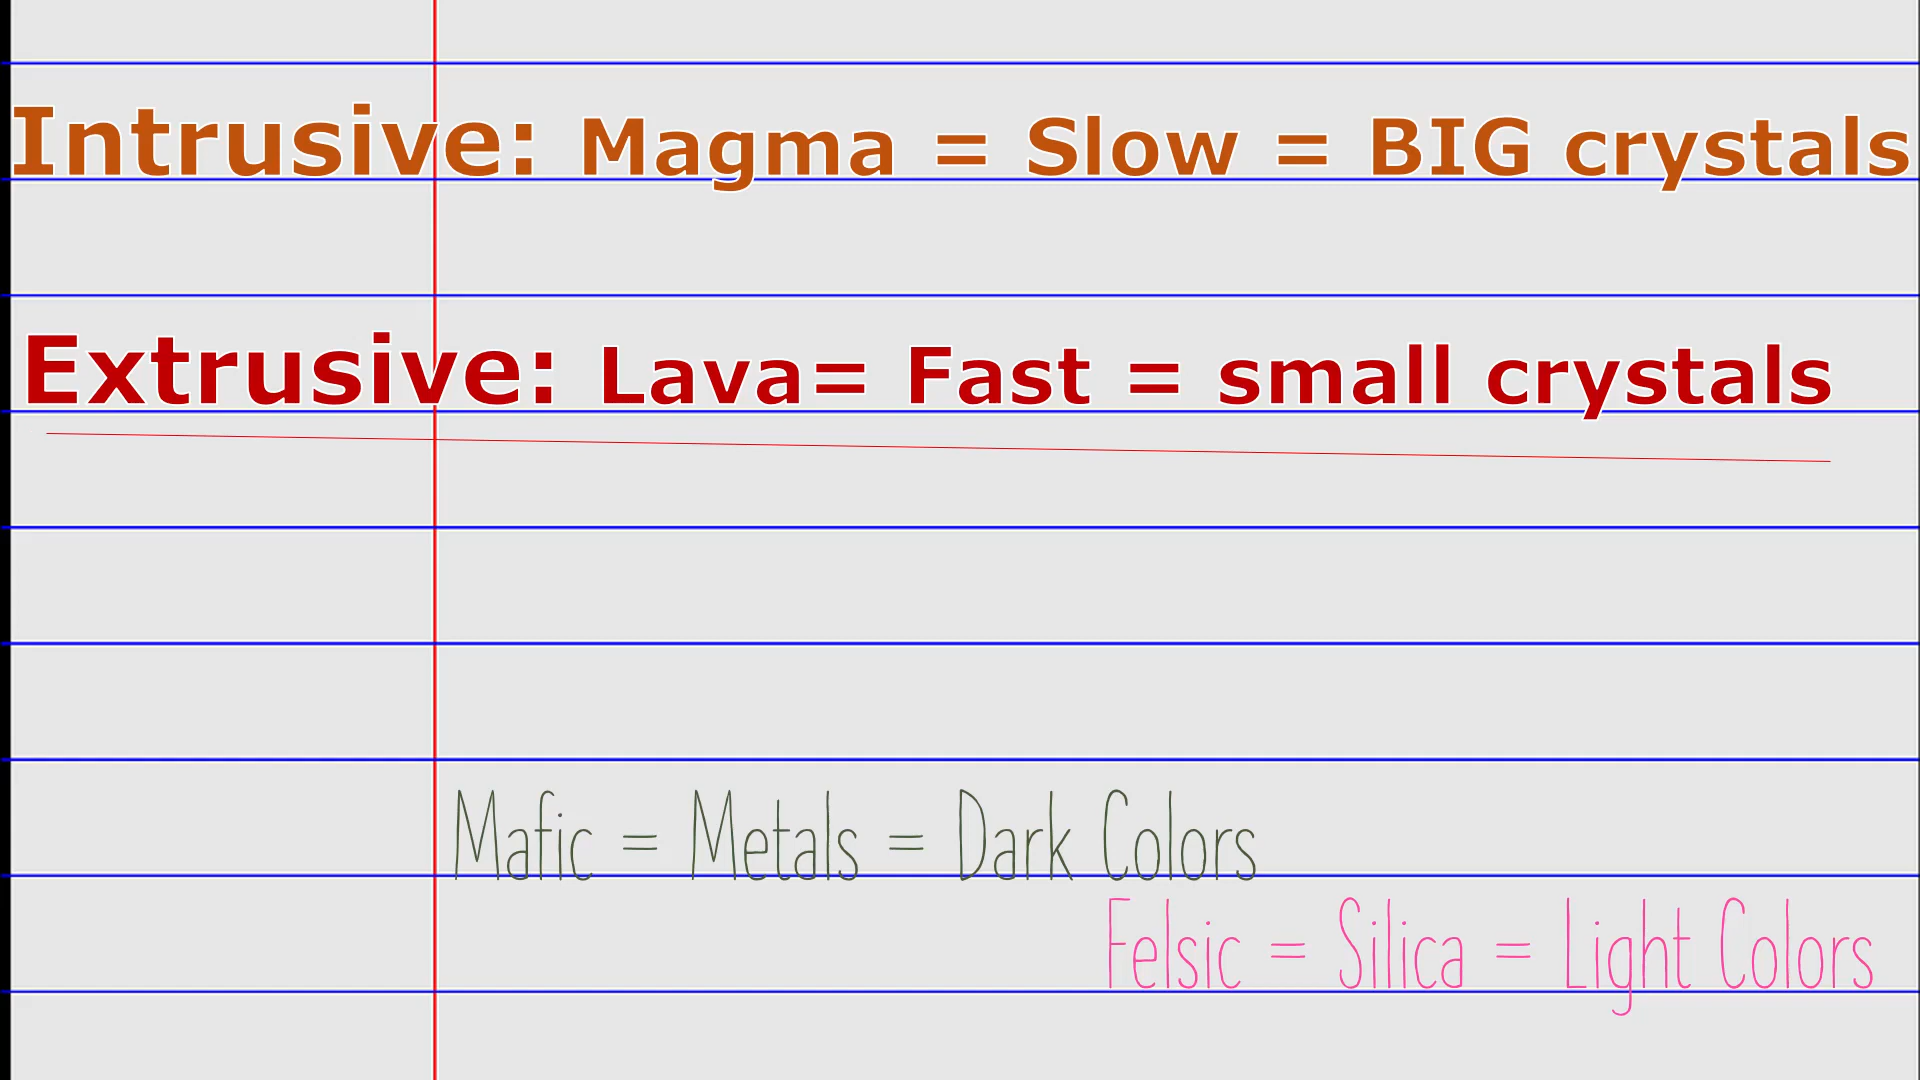 Intrusive: Magma = Slow = BIG crystals
Extrusive: Lava= Fast = small crystals
Mafic = Metals = Dark Colors
Felsic = Silica = Light Colors